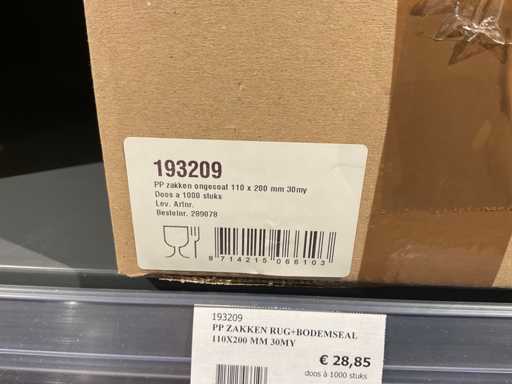 193209
PP zakken ongeseal 110 x 200 mm 30my
Doos a 1000 stuks
Lev. Artnr.
Bestelnr. 289078
8 714215 066103
193209
PP ZAKKEN RUG+BODEMSEAL
110X200 MM 30MY
€ 28,85
doos à 1000 stuks